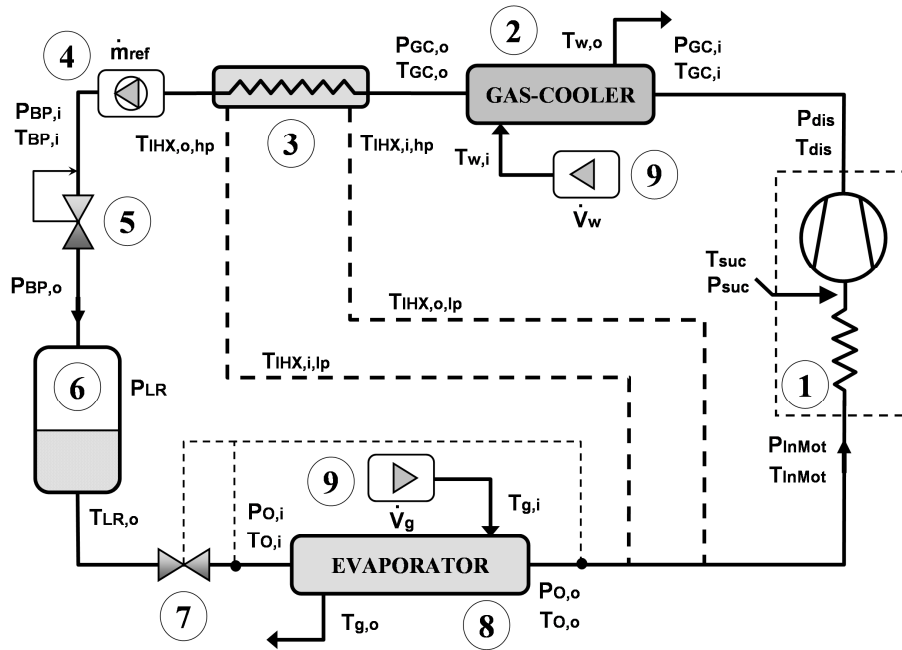 4
ṁref
PGC,o
TGC,o
2
Tw,o
PGC,i
TGC,i
GAS-COOLER
PBP,i
TBP,i
TIHX,o,hp
3
TIHX,i,hp
Tw,i
9
V̇w
Pdis
Tdis
5
PBP,o
Tsuc
Psuc
TIHX,o,lp
TIHX,i,lp
6
PLR
1
PInMot
TInMot
9
V̇g
Tg,i
TLR,o
PO,i
TO,i
EVAPORATOR
PO,o
TO,o
7
Tg,o
8